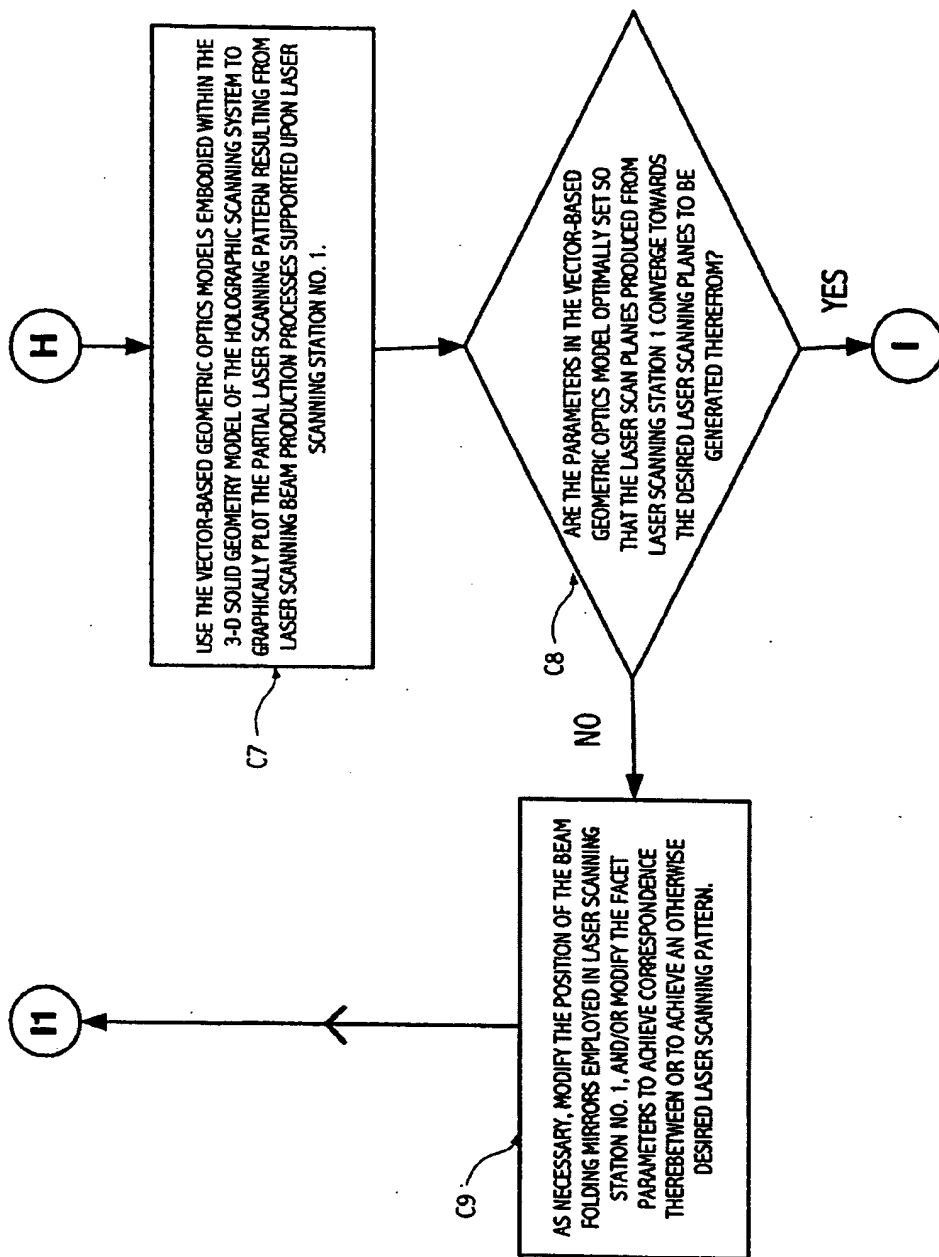 H
USE THE VECTOR-BASED GEOMETRIC OPTICS MODELS EMBODIED WITHIN THE
3-D SOLID GEOMETRY MODEL OF THE HOLOGRAPHIC SCANNING SYSTEM TO
GRAPHICALLY PLOT THE PARTIAL LASER SCANNING PATTERN RESULTING FROM
LASER SCANNING BEAM PRODUCTION PROCESSES SUPPORTED UPON LASER
SCANNING STATION NO. 1.
C7
ARE THE PARAMETERS IN THE VECTOR-BASED
GEOMETRIC OPTICS MODEL OPTIMALLY SET SO
THAT THE LASER SCAN PLANES PRODUCED FROM
LASER SCANNING STATION 1 CONVERGE TOWARDS
THE DESIRED LASER SCANNING PLANES TO BE
GENERATED THEREFROM?
C8
YES
I
NO
AS NECESSARY, MODIFY THE POSITION OF THE BEAM
FOLDING MIRRORS EMPLOYED IN LASER SCANNING
STATION NO. 1, AND/OR MODIFY THE FACET
PARAMETERS TO ACHIEVE CORRESPONDENCE
THEREBETWEEN OR TO ACHIEVE AN OTHERWISE
DESIRED LASER SCANNING PATTERN.
C9
I1